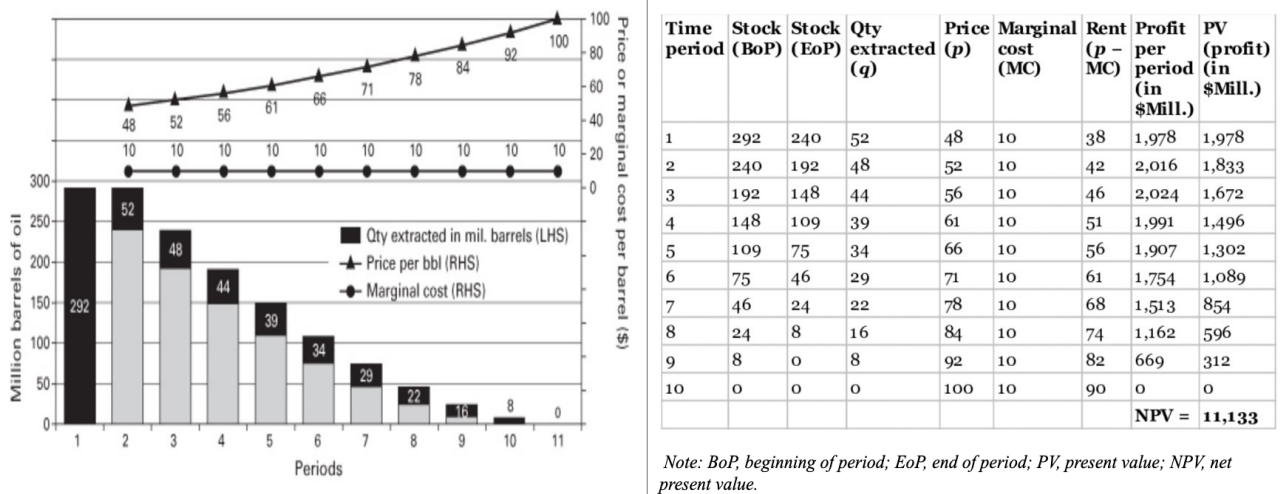 100
80
60
40
20
0
Price or marginal cost per barrel ($)
48 52 56 61 66 71 78 84 92 100
10 10 10 10 10 10 10 10 10 10
300
250
200
150
100
50
0
Million barrels of oil
Qty extracted in mil. barrels (LHS)
Price per bbl (RHS)
Marginal cost (RHS)
292 52 48 44 39 34 29 22 16 8 0
1 2 3 4 5 6 7 8 9 10 11
Periods
Time period Stock (BoP) Stock (EoP) Qty extracted (q) Price (p) Marginal cost (MC) Rent (p – MC) Profit per period (in $Mill.) PV (profit) (in $Mill.)
1 292 240 52 48 10 38 1,978 1,978
2 240 192 48 52 10 42 2,016 1,833
3 192 148 44 56 10 46 2,024 1,672
4 148 109 39 61 10 51 1,991 1,496
5 109 75 34 66 10 56 1,907 1,302
6 75 46 29 71 10 61 1,754 1,089
7 46 24 22 78 10 68 1,513 854
8 24 8 16 84 10 74 1,162 596
9 8 0 8 92 10 82 669 312
10 0 0 0 100 10 90 0 0
NPV = 11,133
Note: BoP, beginning of period; EoP, end of period; PV, present value; NPV, net
present value.